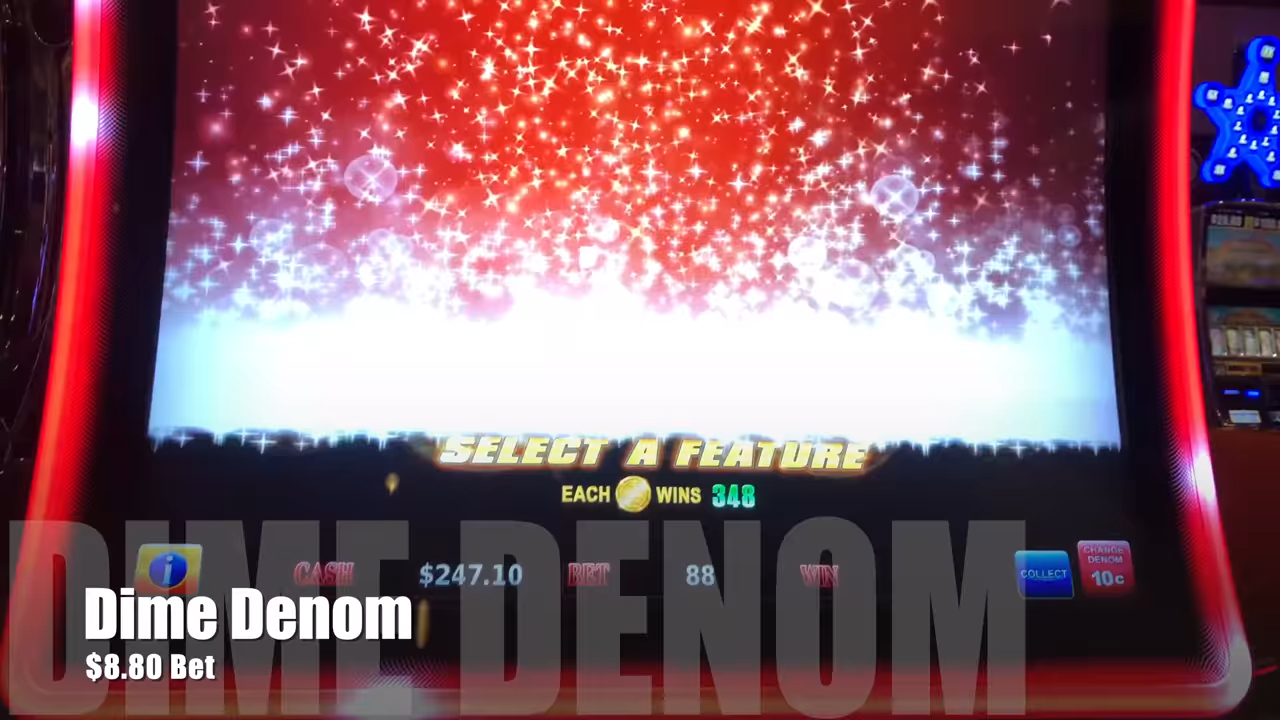 SELECT A FEATURE
EACH WINS 348
DIME DENOM
i CASH $247.10 BET 88 WIN COLLECT CHANGE DENOM 10c
Dime Denom
$8.80 Bet